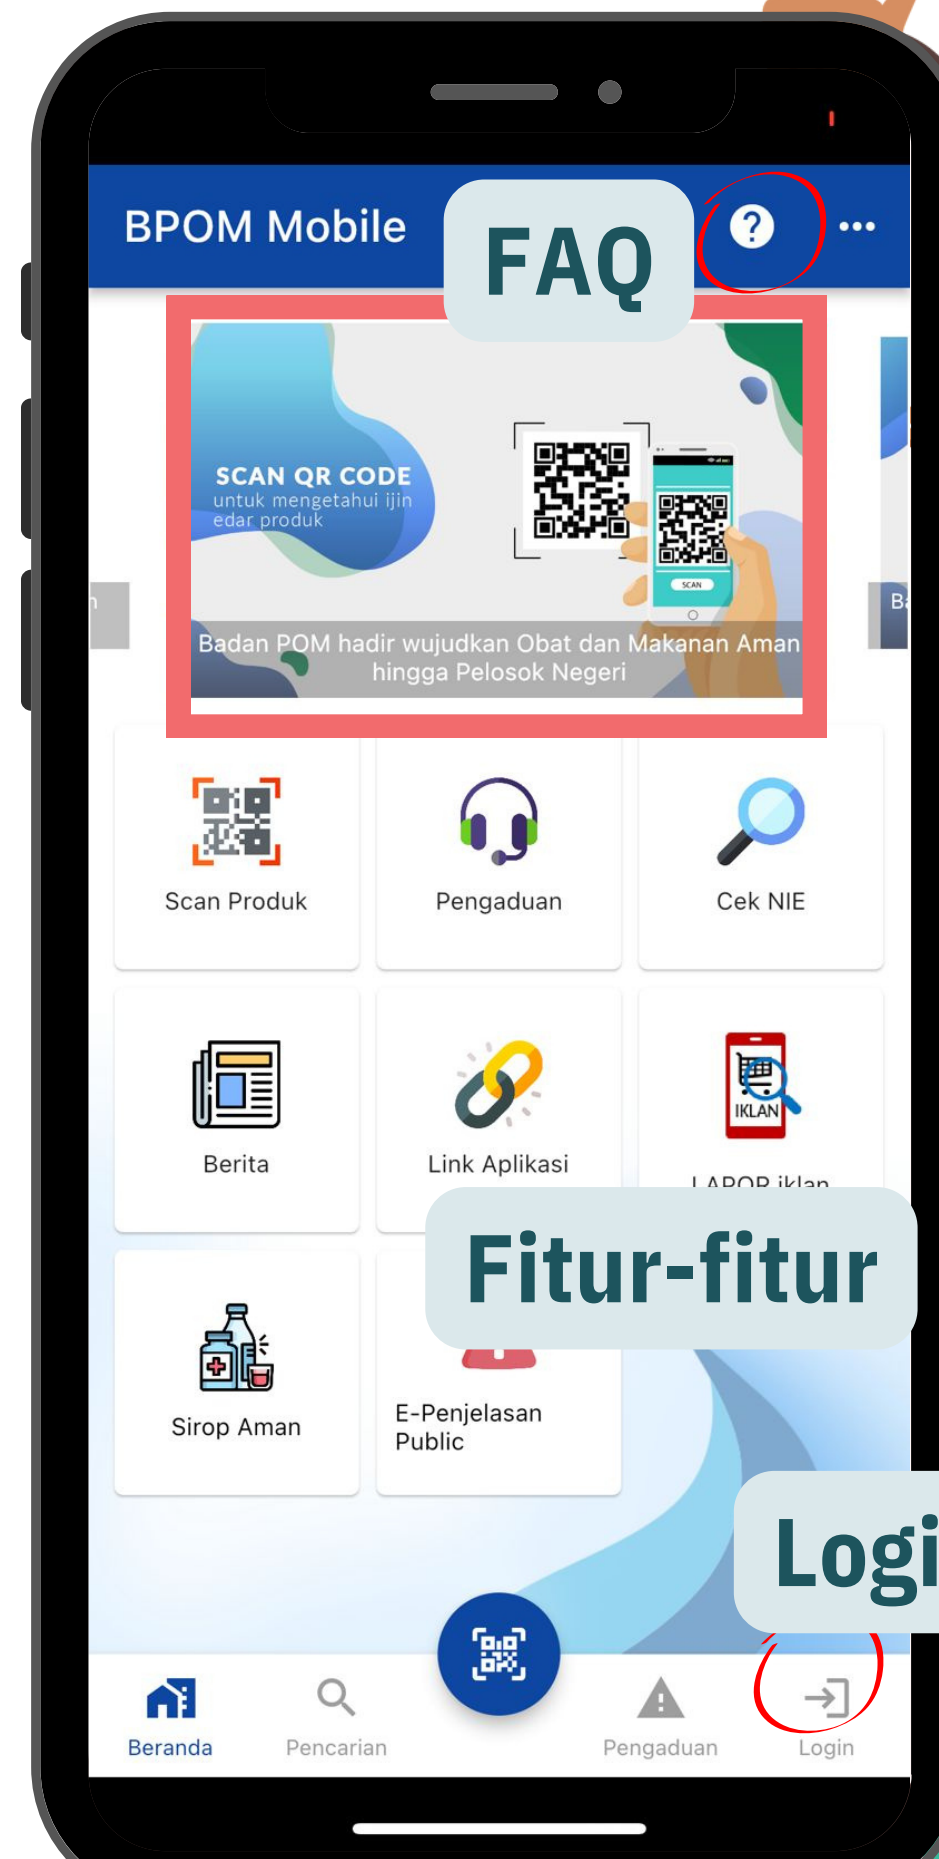 BPOM Mobile
FAQ
?
SCAN QR CODE
untuk mengetahui ijin
edar produk
SCAN
Badan POM hadir wujudkan Obat dan Makanan Aman
hingga Pelosok Negeri
Scan Produk
Pengaduan
Cek NIE
IKLAN
Berita
Link Aplikasi
LAPOR iklan
Fitur-fitur
Sirop Aman
E-Penjelasan
Public
Logi
Beranda
Pencarian
Pengaduan
Login